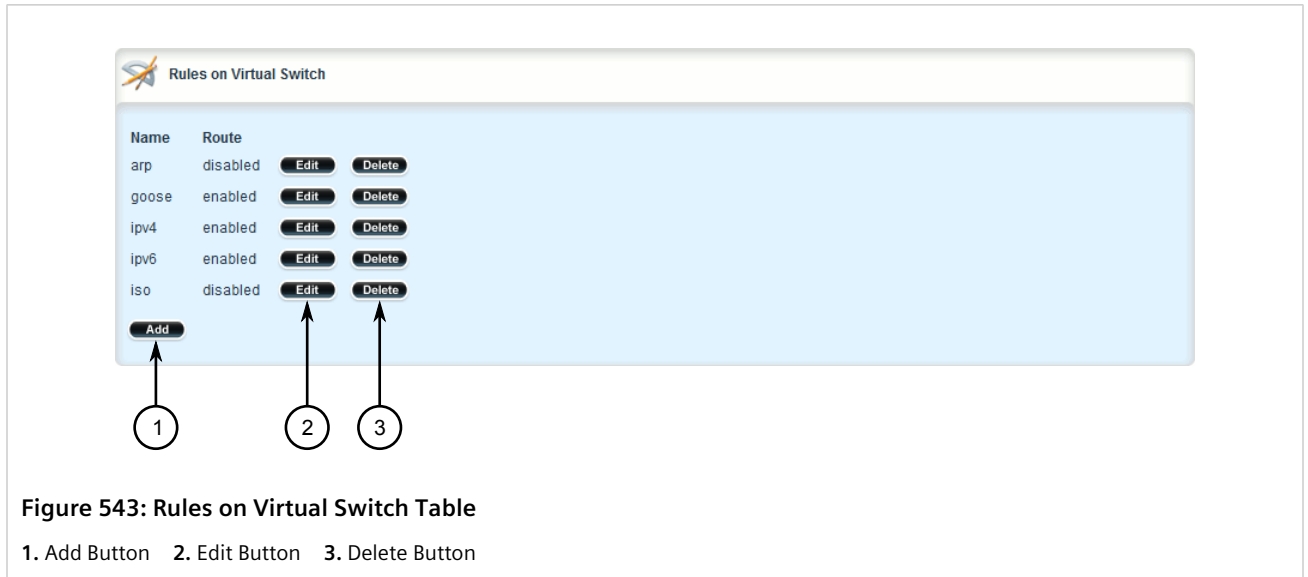 Rules on Virtual Switch
Name Route
arp disabled Edit Delete
goose enabled Edit Delete
ipv4 enabled Edit Delete
ipv6 enabled Edit Delete
iso disabled Edit Delete
Add
1 2 3
Figure 543: Rules on Virtual Switch Table
1. Add Button 2. Edit Button 3. Delete Button